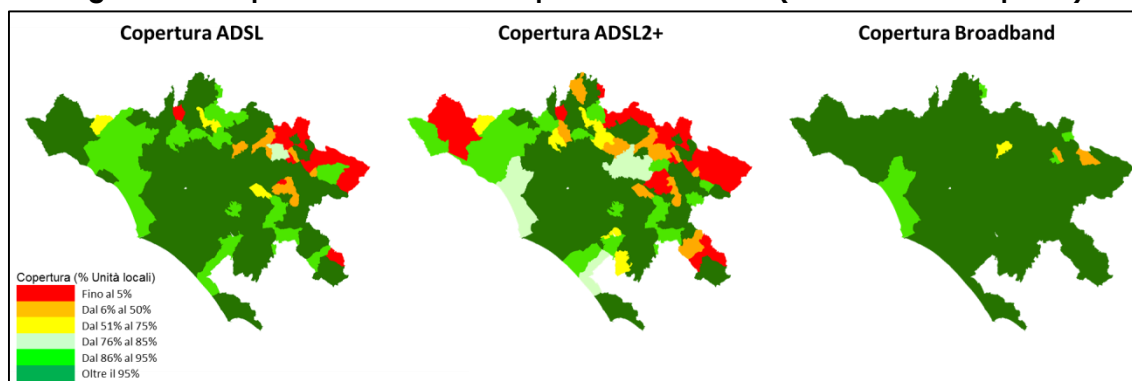 Copertura ADSL
Copertura ADSL2+
Copertura Broadband
Copertura (% Unità locali)
Fino al 5%
Dal 6% al 50%
Dal 51% al 75%
Dal 76% al 85%
Dal 86% al 95%
Oltre il 95%